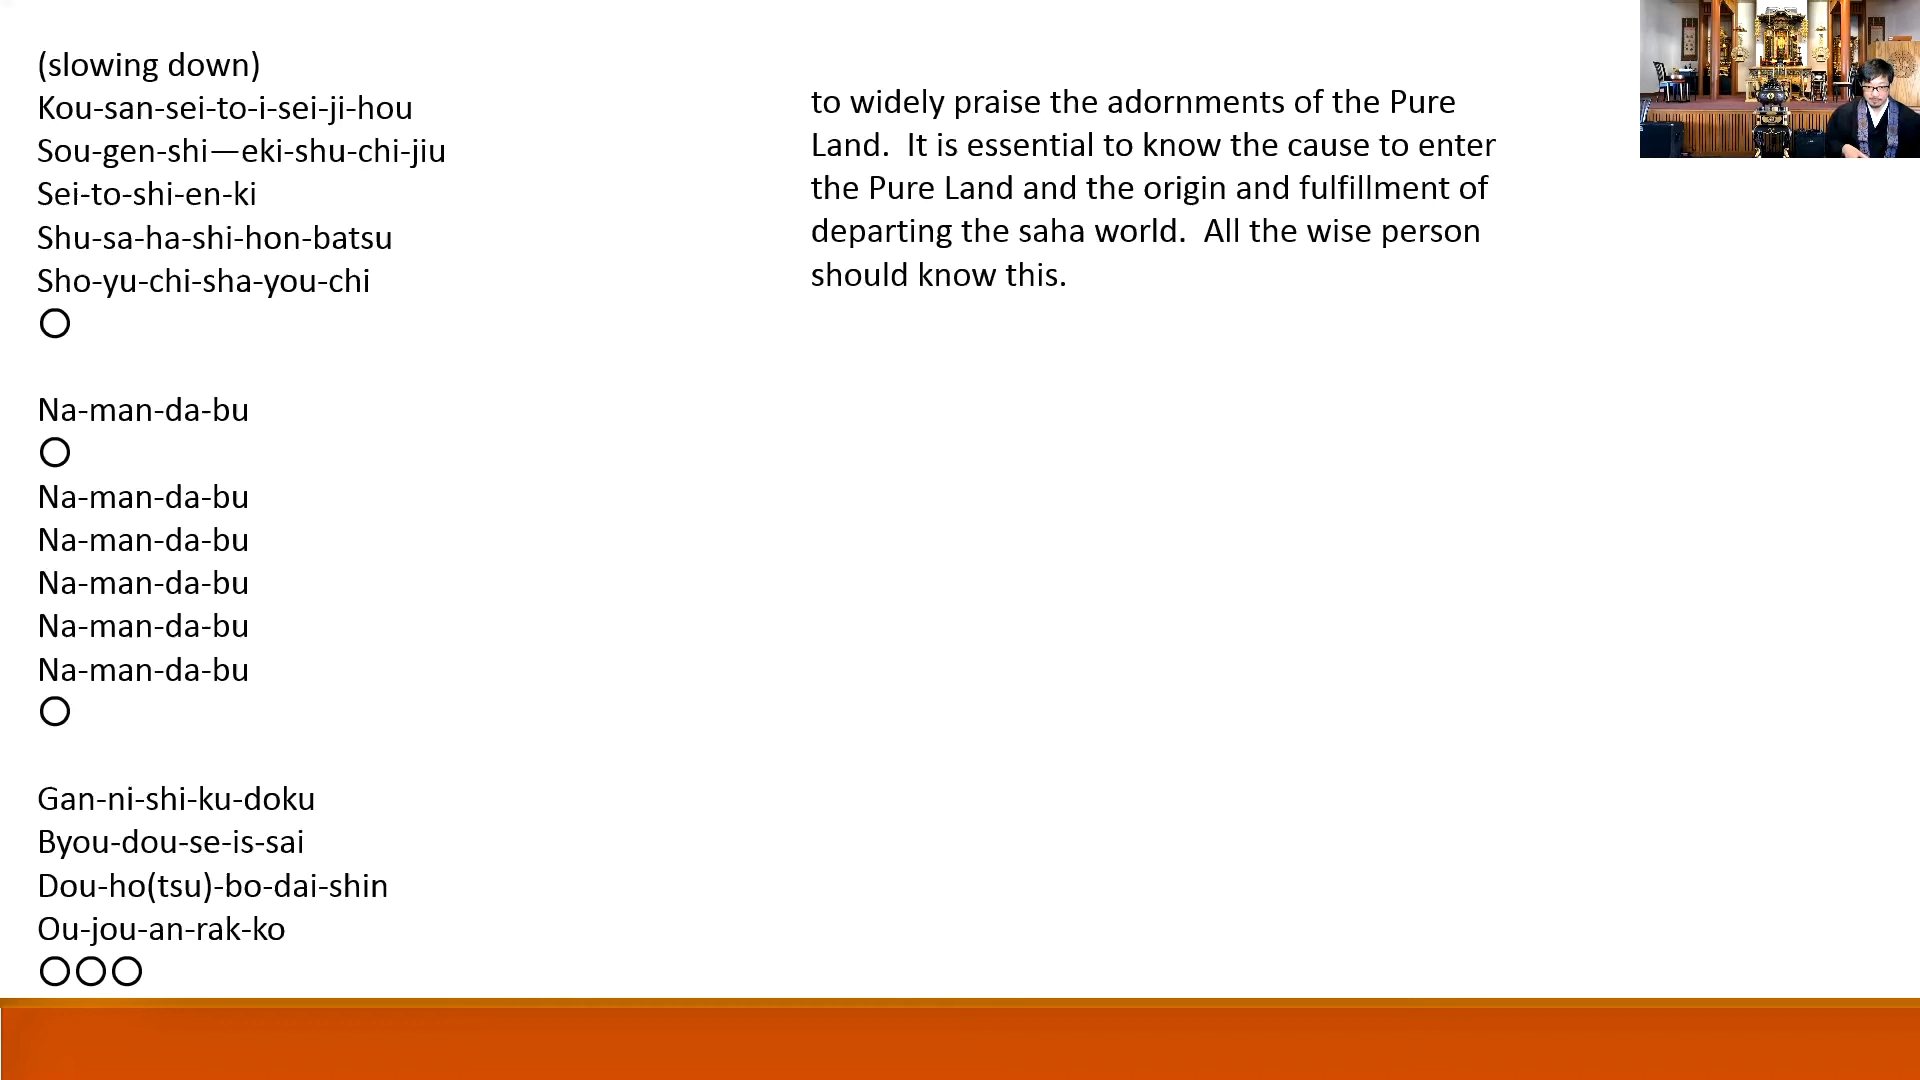 (slowing down)
Kou-san-sei-to-i-sei-ji-hou
Sou-gen-shi—eki-shu-chi-jiu
Sei-to-shi-en-ki
Shu-sa-ha-shi-hon-batsu
Sho-yu-chi-sha-you-chi
○
Na-man-da-bu
○
Na-man-da-bu
Na-man-da-bu
Na-man-da-bu
Na-man-da-bu
Na-man-da-bu
○
Gan-ni-shi-ku-doku
Byou-dou-se-is-sai
Dou-ho(tsu)-bo-dai-shin
Ou-jou-an-rak-ko
○○○
to widely praise the adornments of the Pure
Land.  It is essential to know the cause to enter
the Pure Land and the origin and fulfillment of
departing the saha world.  All the wise person
should know this.